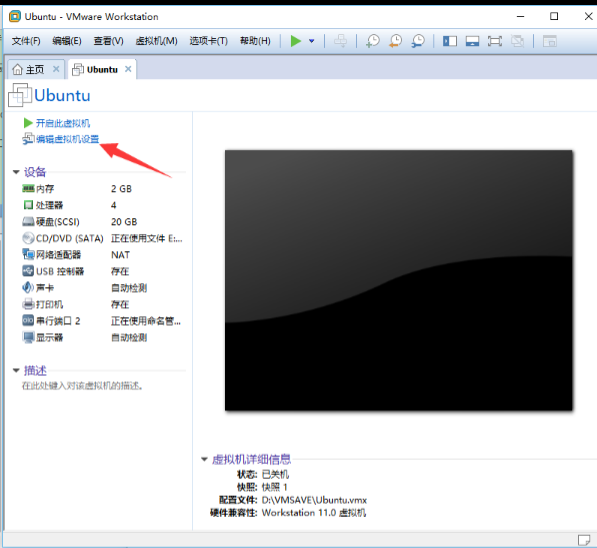 Ubuntu - VMware Workstation
文件(F) 编辑(E) 查看(V) 虚拟机(M) 选项卡(T) 帮助(H)
主页 Ubuntu
Ubuntu
开启此虚拟机
编辑虚拟机设置
设备
内存 2 GB
处理器 4
硬盘(SCSI) 20 GB
CD/DVD (SATA) 正在使用文件 E:...
网络适配器 NAT
USB 控制器 存在
声卡 自动检测
打印机 存在
串行端口 2 正在使用命名管...
显示器 自动检测
描述
在此处键入对该虚拟机的描述。
虚拟机详细信息
状态: 已关机
快照: 快照 1
配置文件: D:\VMSAVE\Ubuntu.vmx
硬件兼容性: Workstation 11.0 虚拟机